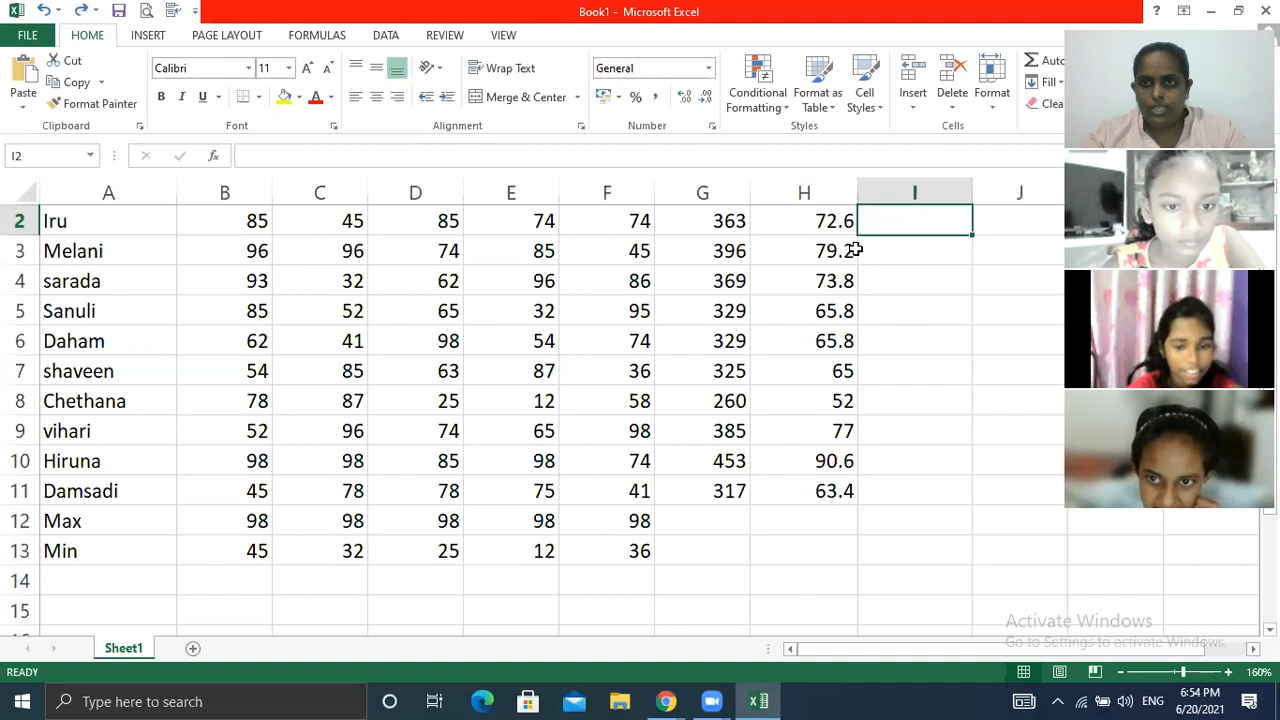 Book1 - Microsoft Excel
FILE HOME INSERT PAGE LAYOUT FORMULAS DATA REVIEW VIEW
Cut
Copy
Format Painter
Paste
Clipboard
Calibri 11
B I U
Font
Wrap Text
Merge & Center
Alignment
General
%
Number
Conditional Formatting
Format as Table
Cell Styles
Styles
Insert Delete Format
Cells
Auto
Fill
Clea
I2 fx
A B C D E F G H I J
2 Iru 85 45 85 74 74 363 72.6
3 Melani 96 96 74 85 45 396 79.2
4 sarada 93 32 62 96 86 369 73.8
5 Sanuli 85 52 65 32 95 329 65.8
6 Daham 62 41 98 54 74 329 65.8
7 shaveen 54 85 63 87 36 325 65
8 Chethana 78 87 25 12 58 260 52
9 vihari 52 96 74 65 98 385 77
10 Hiruna 98 98 85 98 74 453 90.6
11 Damsadi 45 78 78 75 41 317 63.4
12 Max 98 98 98 98 98
13 Min 45 32 25 12 36
14
15
Activate Windows
Go to Settings to activate Windows.
Sheet1
READY 160%
Type here to search ENG 6:54 PM
6/20/2021